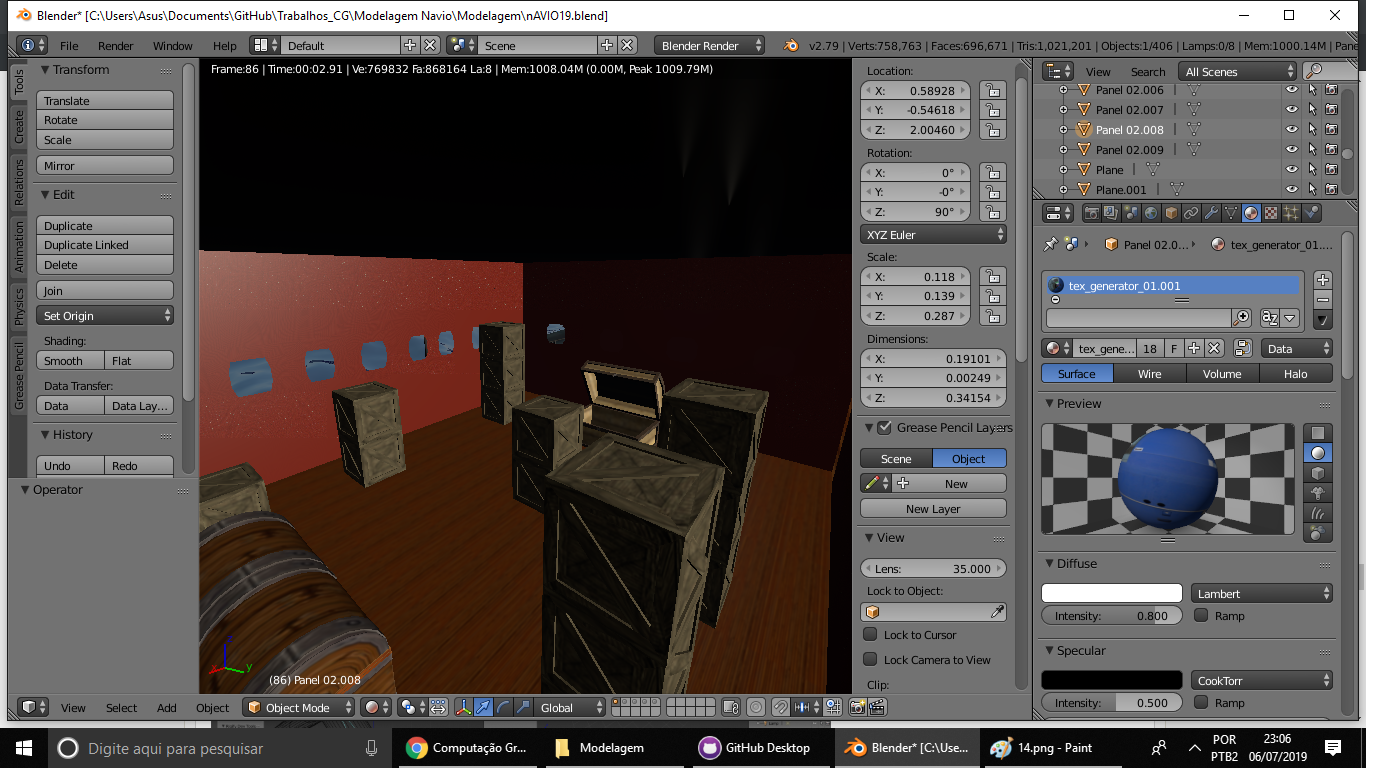 Blender* [C:\Users\Asus\Documents\GitHub\Trabalhos_CG\Modelagem Navio\Modelagem\nAVIO19.blend]
File Render Window Help Default Scene Blender Render v2.79 | Verts:758,763 | Faces:696,671 | Tris:1,021,201 | Objects:1/406 | Lamps:0/8 | Mem:1000.14M | Pane
Tools
Create
Relations
Animation
Physics
Grease Pencil
Transform
Translate
Rotate
Scale
Mirror
Edit
Duplicate
Duplicate Linked
Delete
Join
Set Origin
Shading:
Smooth Flat
Data Transfer:
Data Data Lay...
History
Undo Redo
Operator
Frame:86 | Time:00:02.91 | Ve:769832 Fa:868164 La:8 | Mem:1008.04M (0.00M, Peak 1009.79M)
(86) Panel 02.008
View Select Add Object Object Mode Global
Location:
X: 0.58928
Y: -0.54618
Z: 2.00460
Rotation:
X: 0°
Y: -0°
Z: 90°
XYZ Euler
Scale:
X: 0.118
Y: 0.139
Z: 0.287
Dimensions:
X: 0.19101
Y: 0.00249
Z: 0.34154
Grease Pencil Layers
Scene Object
New
New Layer
View
Lens: 35.000
Lock to Object:
Lock to Cursor
Lock Camera to View
Clip:
View Search All Scenes
Panel 02.006
Panel 02.007
Panel 02.008
Panel 02.009
Plane
Plane.001
Panel 02.0... tex_generator_01....
tex_generator_01.001
tex_gene... 18 F Data
Surface Wire Volume Halo
Preview
Diffuse
Lambert
Intensity: 0.800 Ramp
Specular
CookTorr
Intensity: 0.500 Ramp
Digite aqui para pesquisar Computação Gr... Modelagem GitHub Desktop Blender* [C:\Use... 14.png - Paint POR 23:06
PTB2 06/07/2019